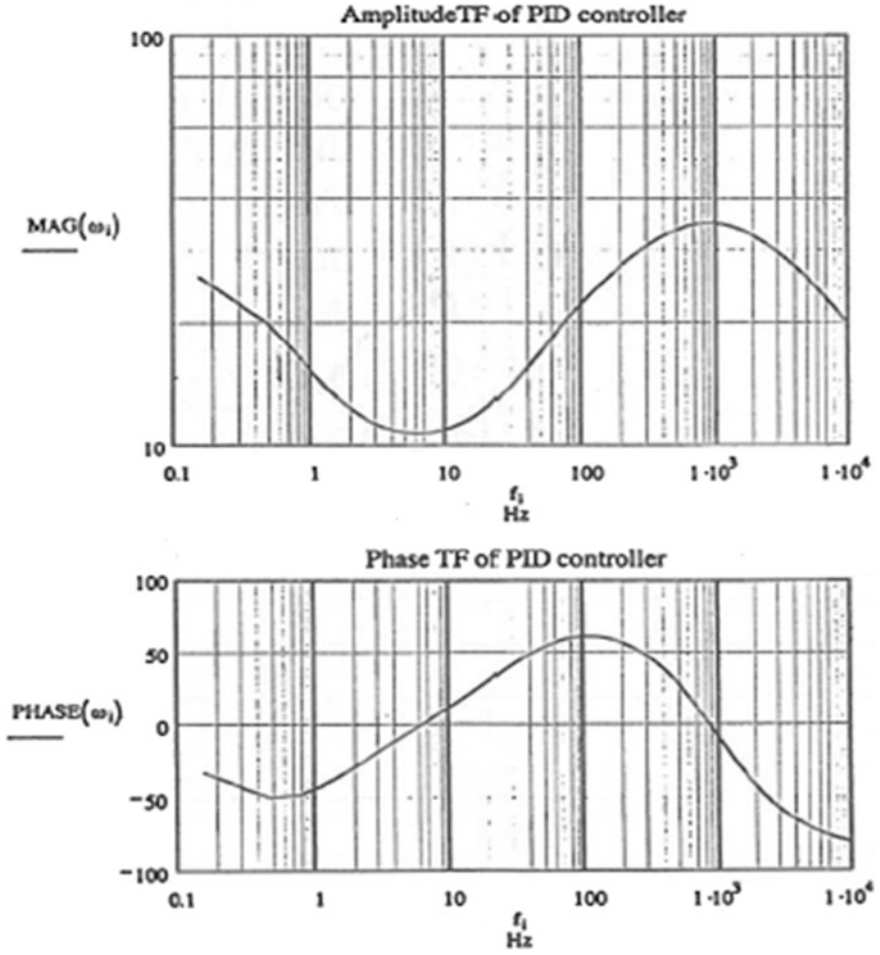 AmplitudeTF of PID controller
100
MAG(ωi)
10
0.1 1 10 100 1·10³ 1·10⁴
fi
Hz
Phase TF of PID controller
100
50
PHASE(ωi)
0
−50
−100
0.1 1 10 100 1·10³ 1·10⁴
fi
Hz